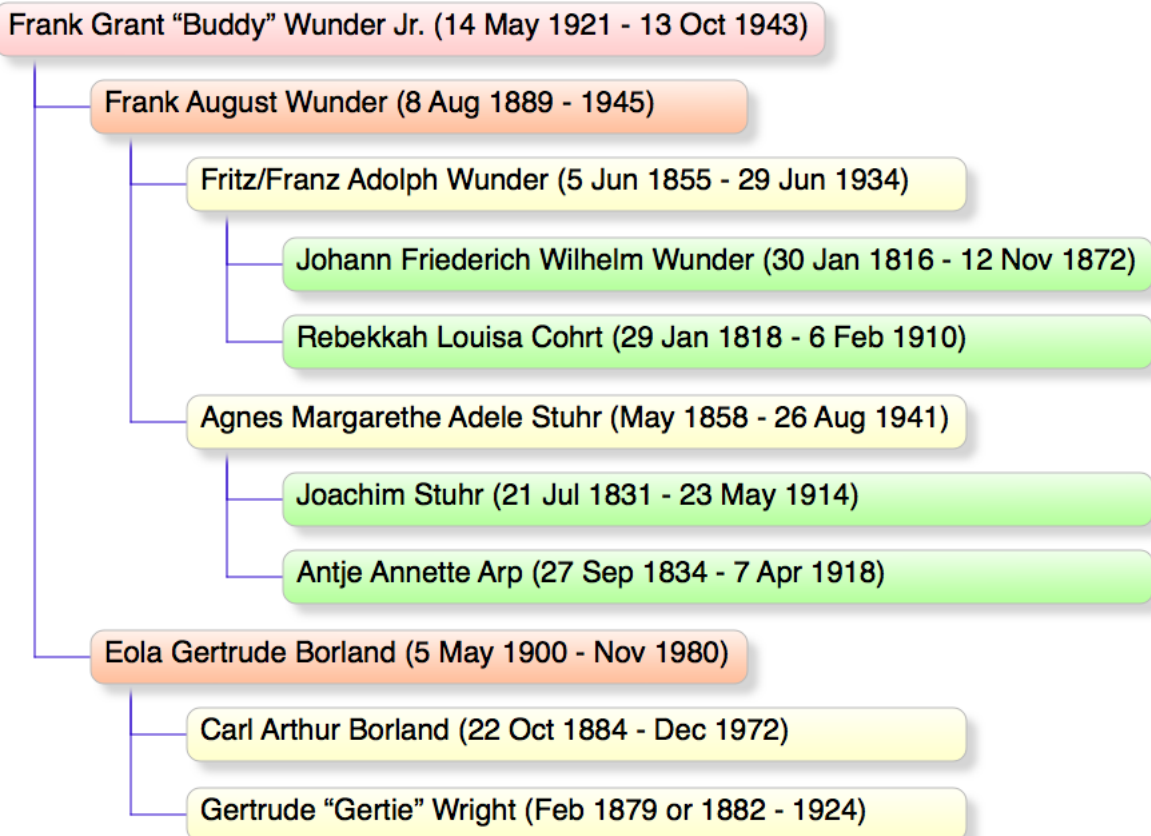 Frank Grant “Buddy” Wunder Jr. (14 May 1921 - 13 Oct 1943)
Frank August Wunder (8 Aug 1889 - 1945)
Fritz/Franz Adolph Wunder (5 Jun 1855 - 29 Jun 1934)
Johann Friederich Wilhelm Wunder (30 Jan 1816 - 12 Nov 1872)
Rebekkah Louisa Cohrt (29 Jan 1818 - 6 Feb 1910)
Agnes Margarethe Adele Stuhr (May 1858 - 26 Aug 1941)
Joachim Stuhr (21 Jul 1831 - 23 May 1914)
Antje Annette Arp (27 Sep 1834 - 7 Apr 1918)
Eola Gertrude Borland (5 May 1900 - Nov 1980)
Carl Arthur Borland (22 Oct 1884 - Dec 1972)
Gertrude “Gertie” Wright (Feb 1879 or 1882 - 1924)